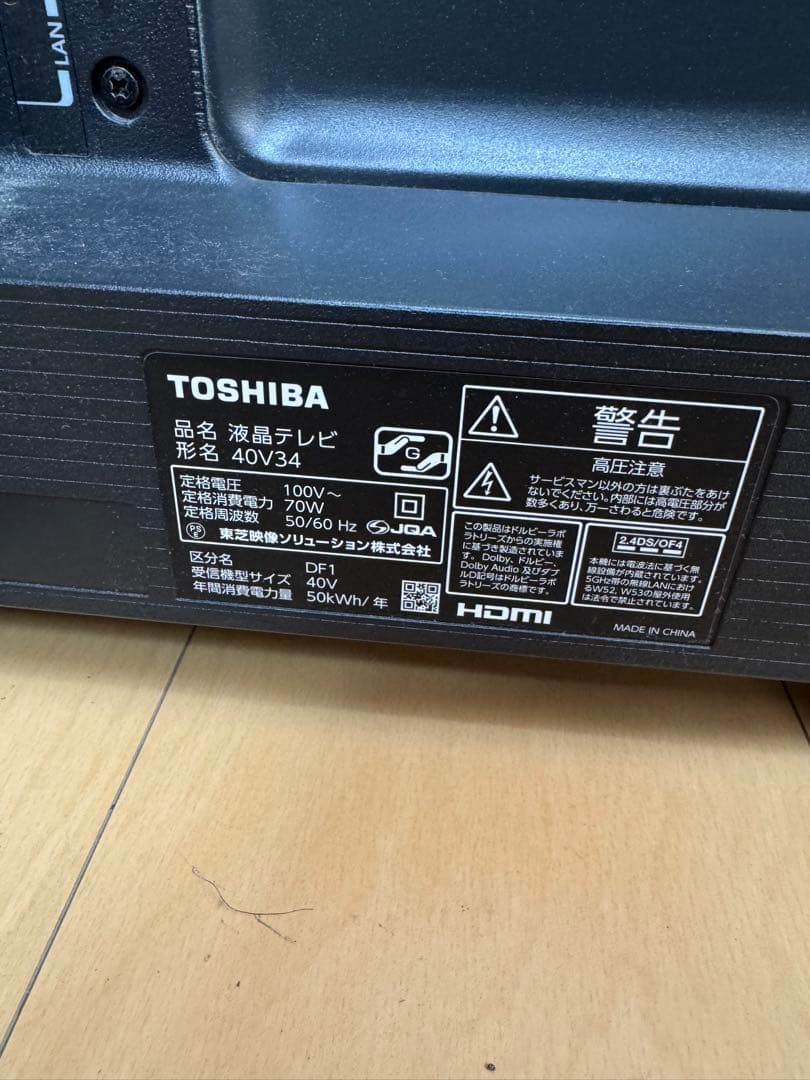 LAN
TOSHIBA
品名 液晶テレビ
形名 40V34
G
定格電圧 100V～
定格消費電力 70W
定格周波数 50/60 Hz
JQA
PS
E
東芝映像ソリューション株式会社
区分名 DF1
受信機型サイズ 40V
年間消費電力量 50kWh/年
警告
高圧注意
サービスマン以外の方は裏ぶたをあけ
ないでください。内部には高電圧部分が
数多くあり、万一さわると危険です。
この製品はドルビーラボ
ラトリーズからの実施権
に基づき製造されていま
す。Dolby、ドルビー、
Dolby Audio 及びダブ
ルD記号はドルビーラボ
ラトリーズの商標です。
2.4DS/OF4
本機には電波法に基づく無
線設備が内蔵されています。
5GHz帯の無線LANにおけ
るW52, W53の屋外使用
は法令で禁止されています。
HDMI
MADE IN CHINA